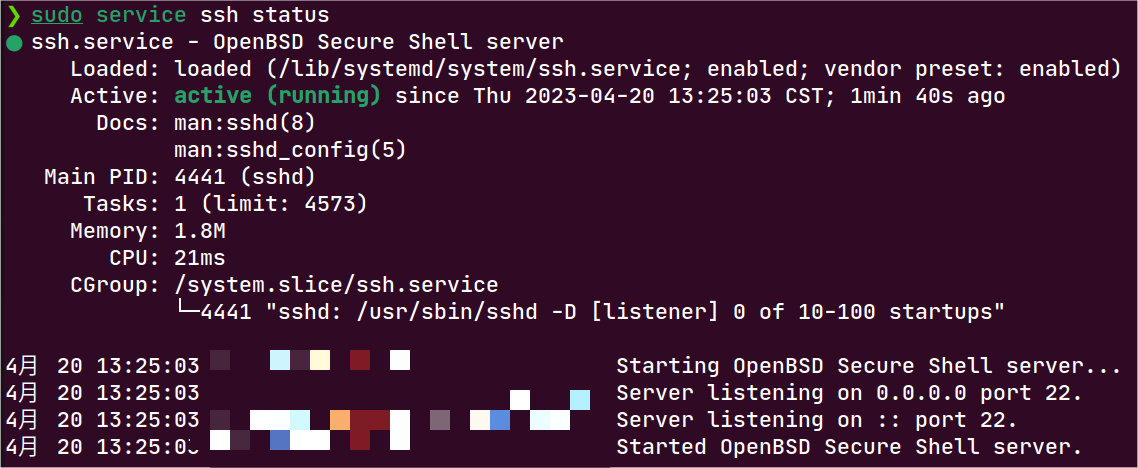 ❯ sudo service ssh status
● ssh.service - OpenBSD Secure Shell server
Loaded: loaded (/lib/systemd/system/ssh.service; enabled; vendor preset: enabled)
Active: active (running) since Thu 2023-04-20 13:25:03 CST; 1min 40s ago
Docs: man:sshd(8)
man:sshd_config(5)
Main PID: 4441 (sshd)
Tasks: 1 (limit: 4573)
Memory: 1.8M
CPU: 21ms
CGroup: /system.slice/ssh.service
└─4441 "sshd: /usr/sbin/sshd -D [listener] 0 of 10-100 startups"
4月 20 13:25:03 Starting OpenBSD Secure Shell server...
4月 20 13:25:03 Server listening on 0.0.0.0 port 22.
4月 20 13:25:03 Server listening on :: port 22.
4月 20 13:25:03 Started OpenBSD Secure Shell server.